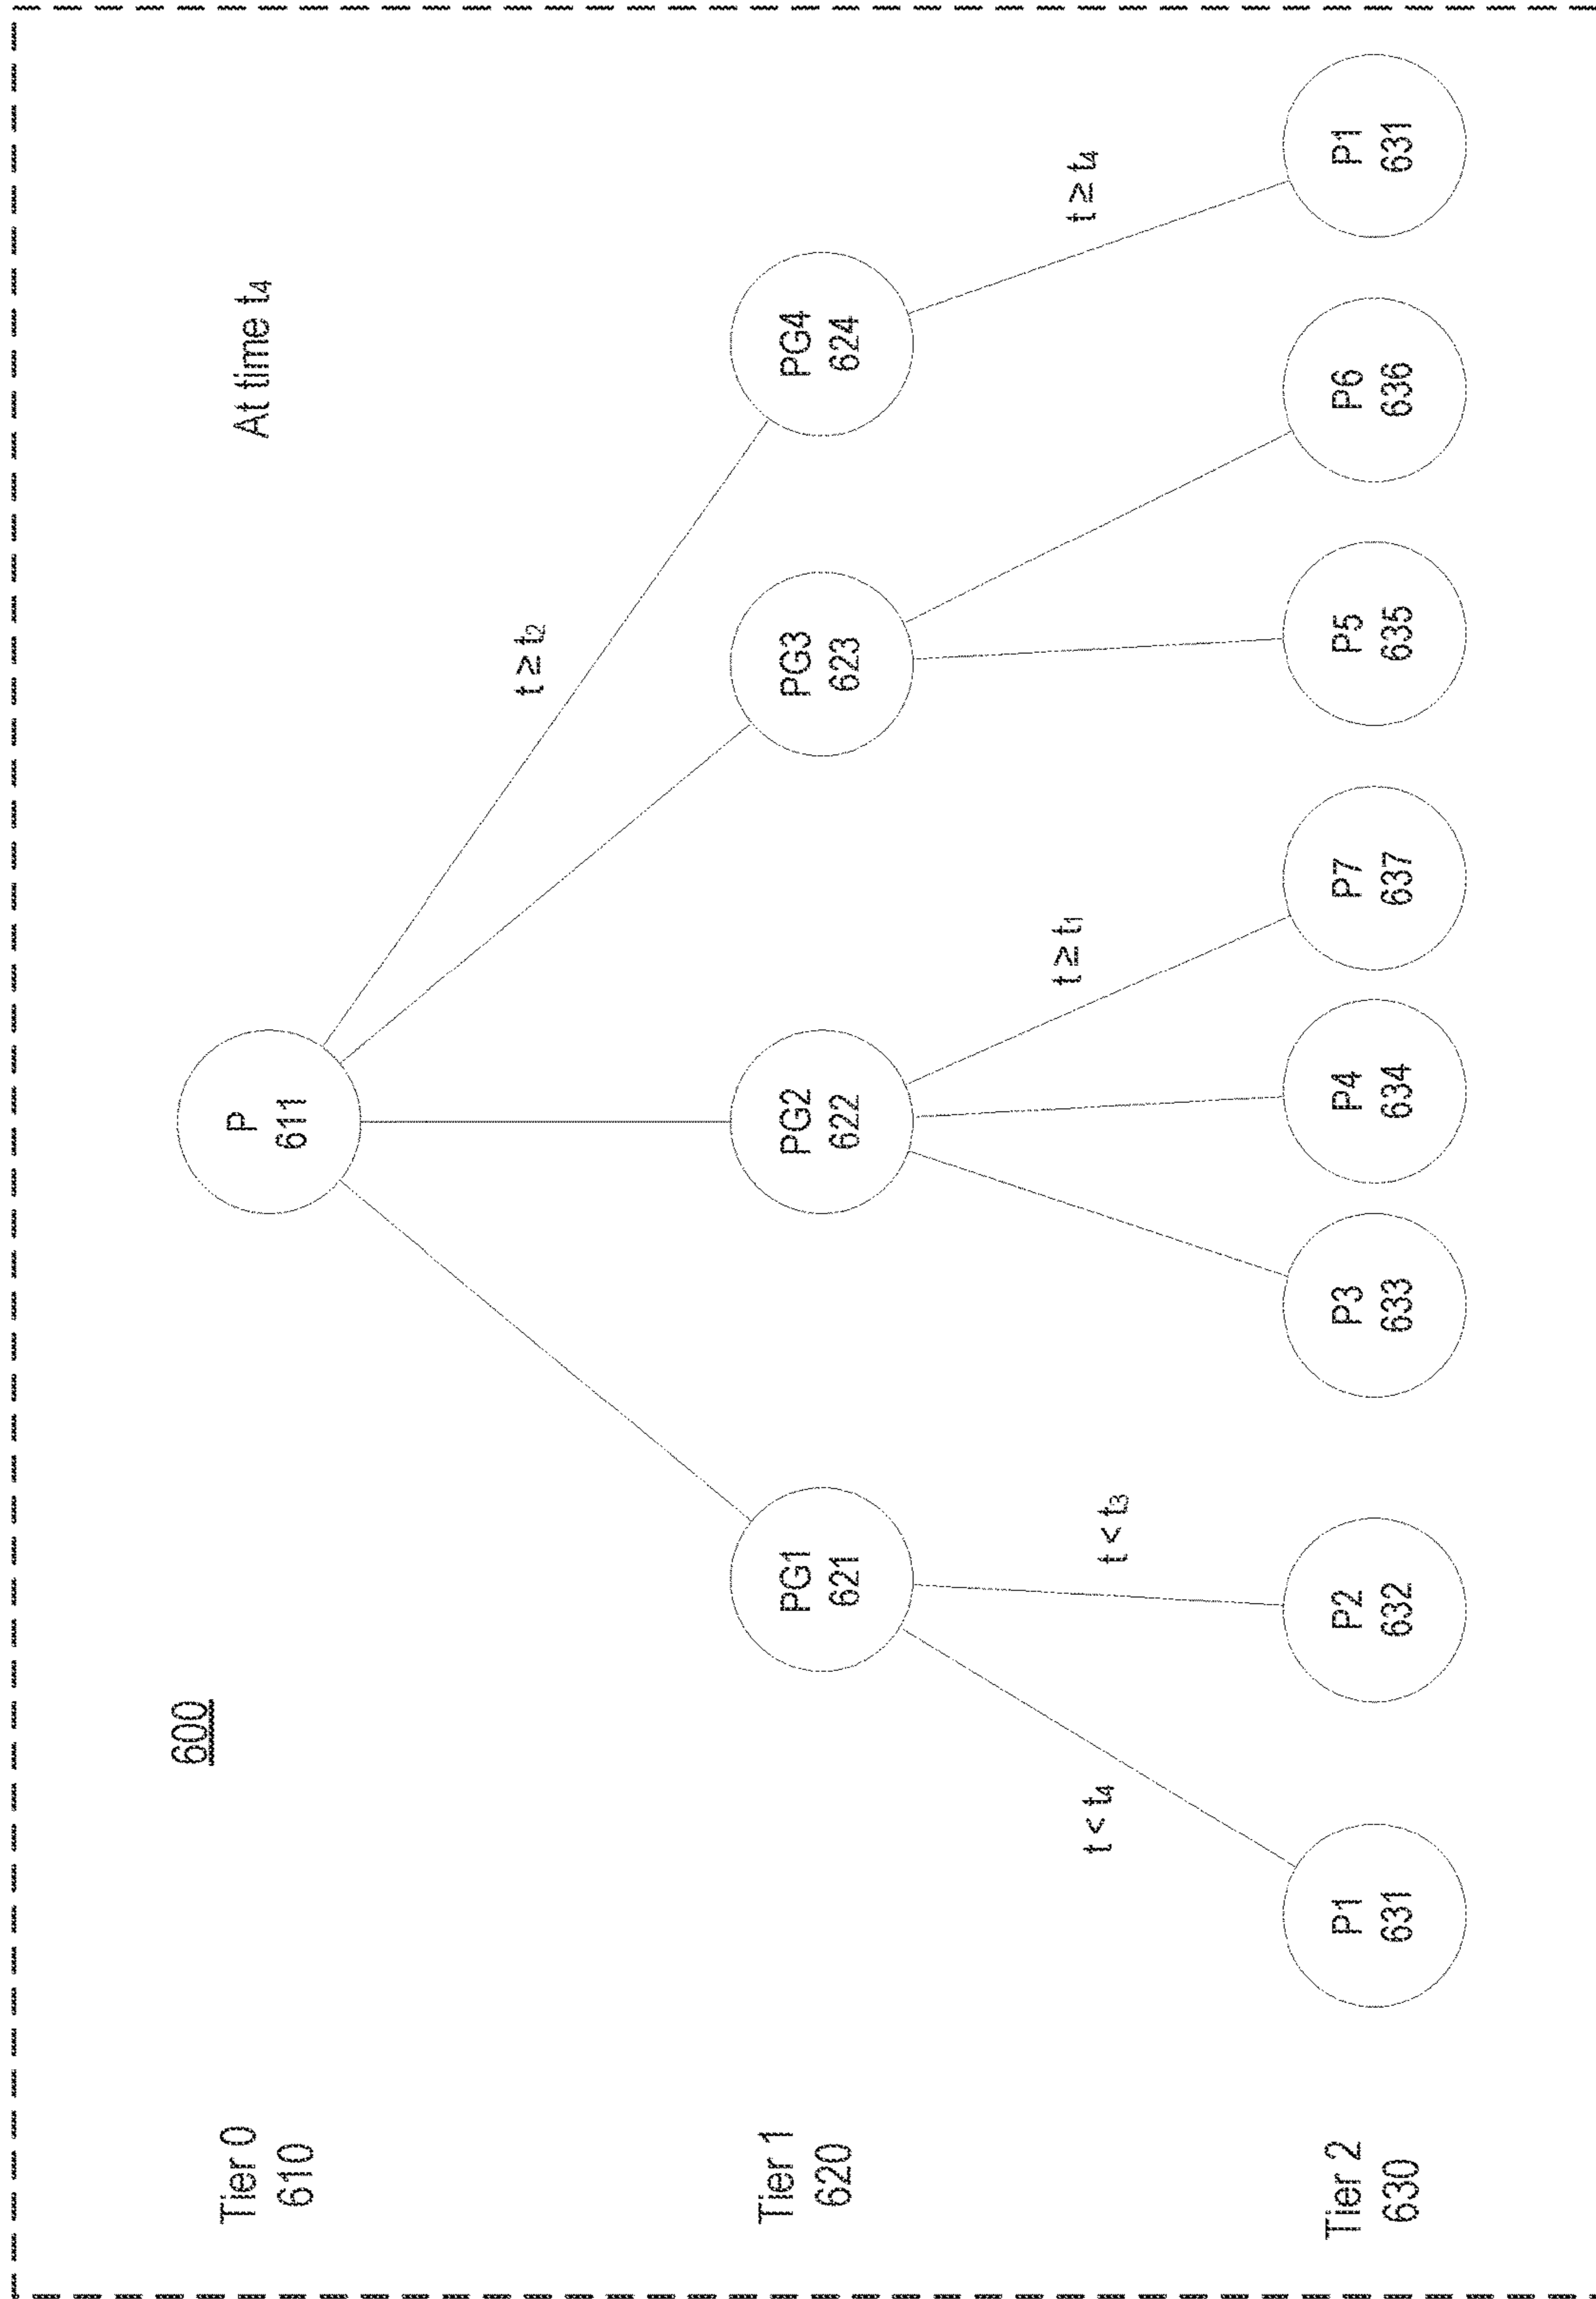 600
At time t₄
Tier 0
610
P
611
t ≥ t₂
Tier 1
620
PG1
621
PG2
622
PG3
623
PG4
624
t < t₄
t < t₃
t ≥ t₁
t ≥ t₄
Tier 2
630
P1
631
P2
632
P3
633
P4
634
P7
637
P5
635
P6
636
P1
631